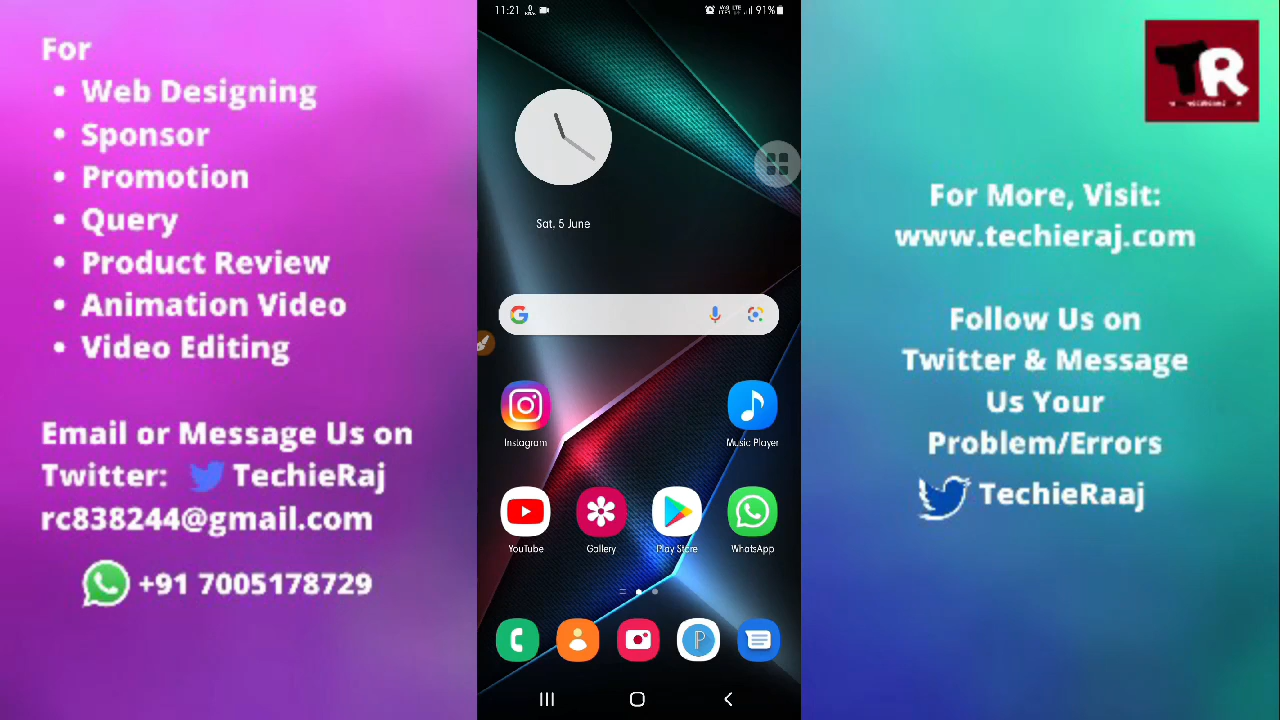 For
• Web Designing
• Sponsor
• Promotion
• Query
• Product Review
• Animation Video
• Video Editing
Email or Message Us on
Twitter: TechieRaj
rc838244@gmail.com
+91 7005178729
11:21
91%
Sat, 5 June
Instagram
Music Player
YouTube
Gallery
Play Store
WhatsApp
TR
For More, Visit:
www.techieraj.com
Follow Us on
Twitter & Message
Us Your
Problem/Errors
TechieRaaj